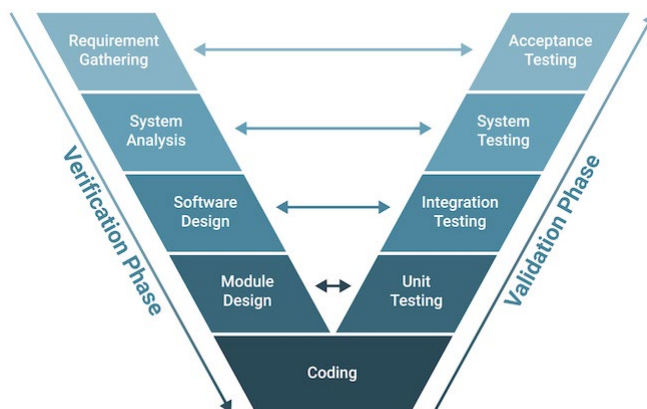 Requirement
Gathering
Acceptance
Testing
System
Analysis
System
Testing
Verification Phase
Validation Phase
Software
Design
Integration
Testing
Module
Design
Unit
Testing
Coding